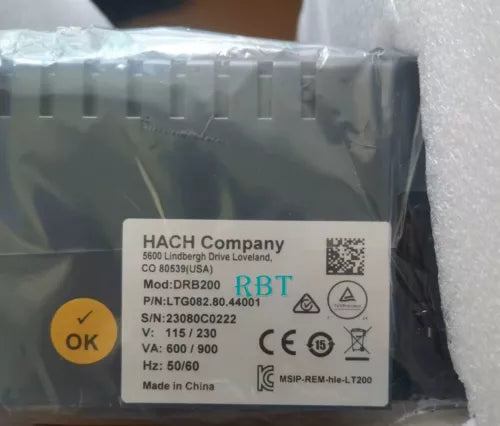 HACH Company
5600 Lindbergh Drive Loveland,
CO 80539(USA)
Mod:DRB200
RBT
P/N:LTG082.80.44001
S/N:23080C0222
V: 115 / 230
VA: 600 / 900
Hz: 50/60
Made in China
15
MSIP-REM-hle-LT200
OK